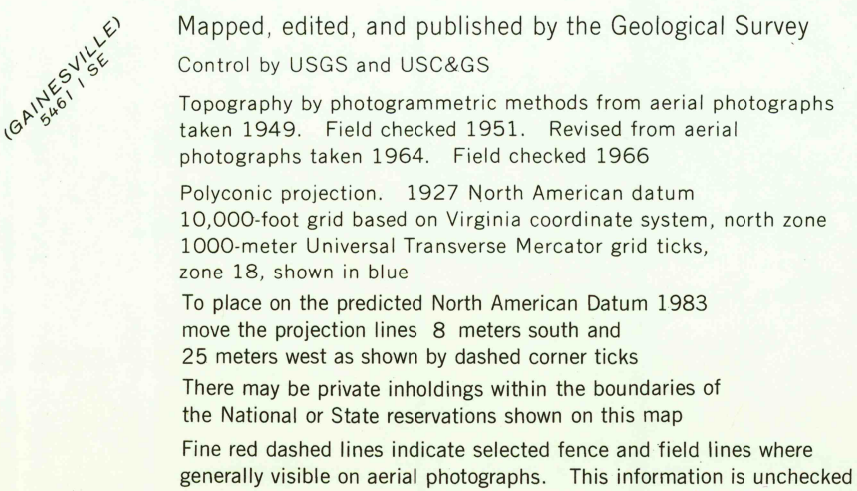 (GAINESVILLE)
5461 I SE
Mapped, edited, and published by the Geological Survey
Control by USGS and USC&GS
Topography by photogrammetric methods from aerial photographs
taken 1949. Field checked 1951. Revised from aerial
photographs taken 1964. Field checked 1966
Polyconic projection. 1927 North American datum
10,000-foot grid based on Virginia coordinate system, north zone
1000-meter Universal Transverse Mercator grid ticks,
zone 18, shown in blue
To place on the predicted North American Datum 1983
move the projection lines 8 meters south and
25 meters west as shown by dashed corner ticks
There may be private inholdings within the boundaries of
the National or State reservations shown on this map
Fine red dashed lines indicate selected fence and field lines where
generally visible on aerial photographs. This information is unchecked